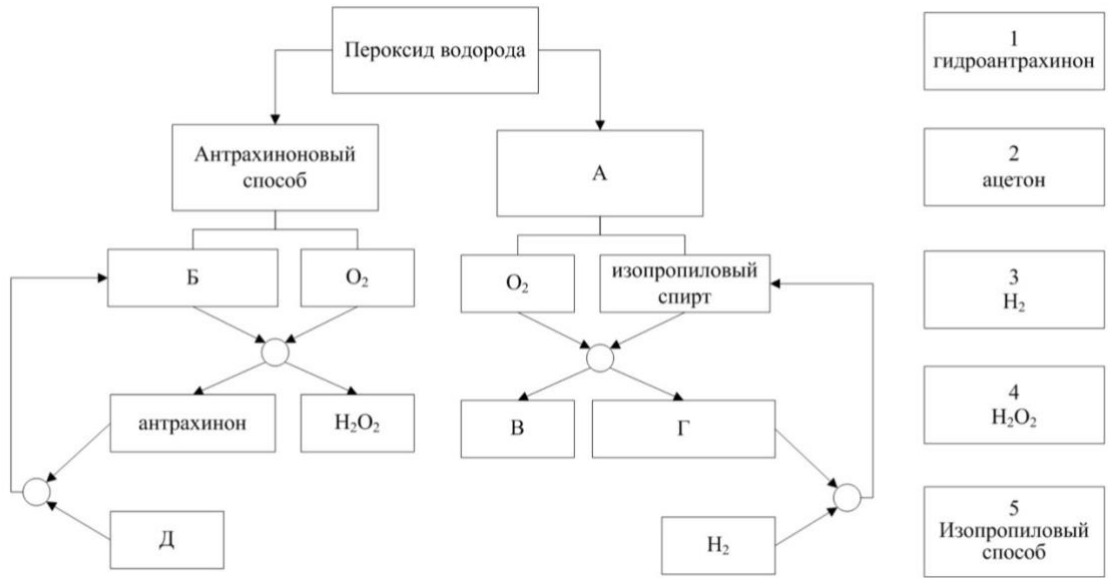 Пероксид водорода
Антрахиноновый
способ
А
Б
O₂
O₂
изопропиловый
спирт
антрахинон
H₂O₂
В
Г
Д
H₂
1
гидроантрахинон
2
ацетон
3
H₂
4
H₂O₂
5
Изопропиловый
способ